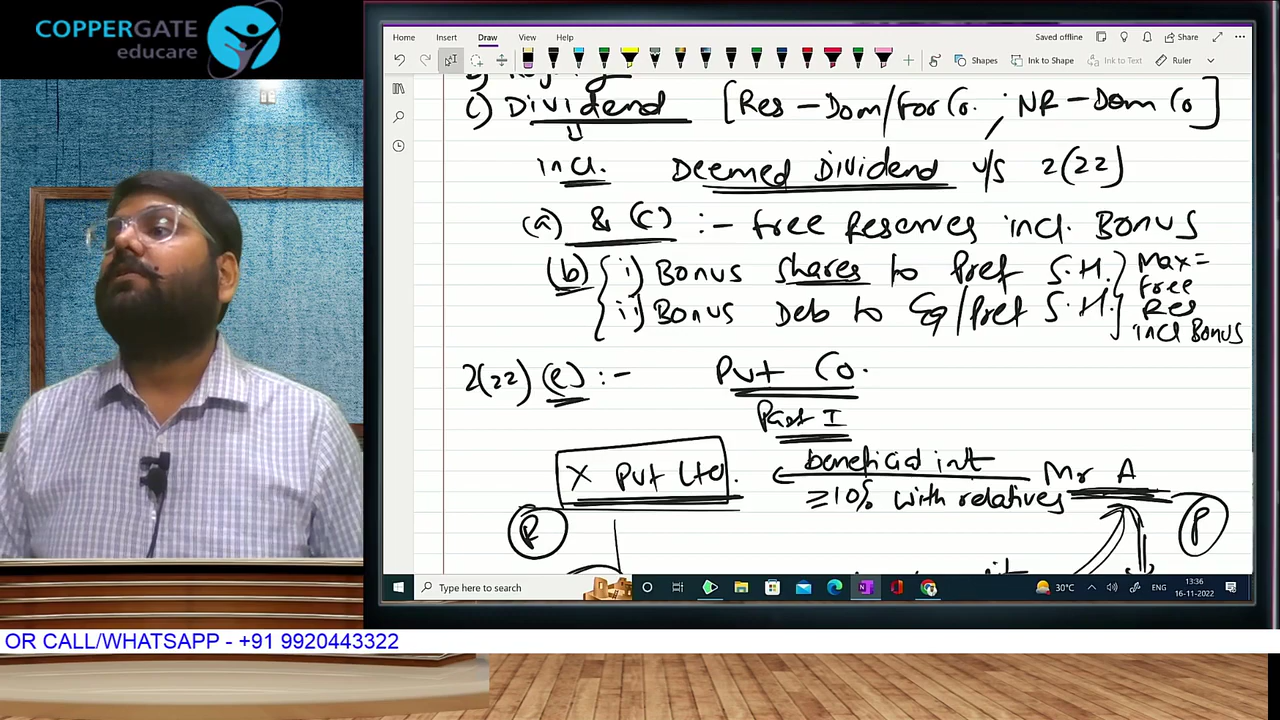 COPPERGATE
educare
Home Insert Draw View Help
Saved offline
Share
Shapes
Ink to Shape
Ink to Text
Ruler
c) Dividend [Res - Dom/For Co. ; NR - Dom Co]
incl. Deemed Dividend u/s 2(22)
(a) & (c) :- free Reserves incl. Bonus
(b) i) Bonus shares to Pref S.H.
ii) Bonus Deb to Eq/Pref S.H.
Max =
free
Res
incl Bonus
2(22) (e) :- Pvt Co.
Part I
X Pvt Ltd.
beneficial int
≥10% with relatives
Mr A
R
P
Type here to search
30°C
ENG
13:36
16-11-2022
OR CALL/WHATSAPP - +91 9920443322